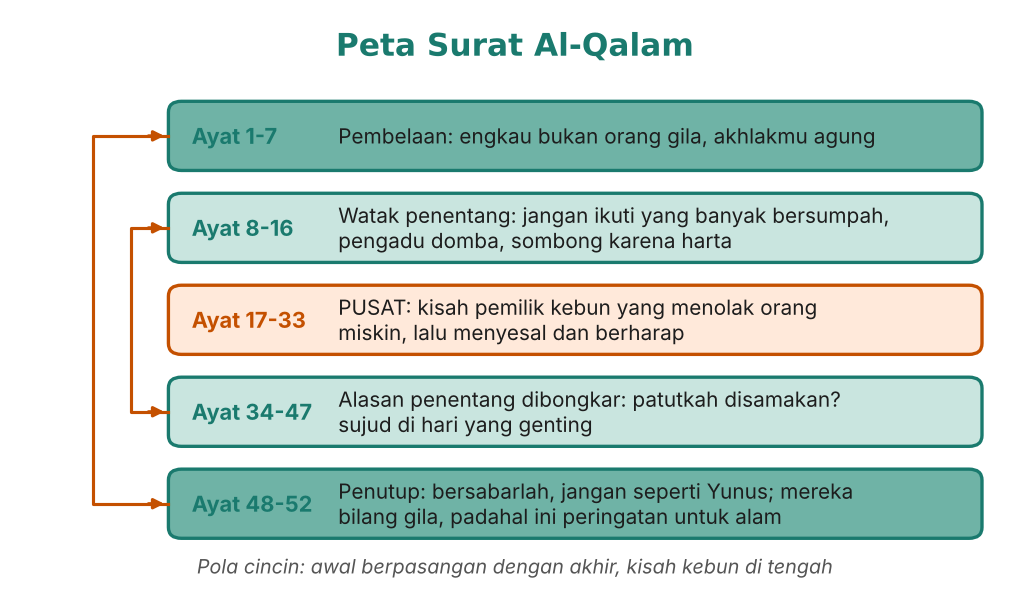 Peta Surat Al-Qalam
Ayat 1-7
Pembelaan: engkau bukan orang gila, akhlakmu agung
Ayat 8-16
Watak penentang: jangan ikuti yang banyak bersumpah,
pengadu domba, sombong karena harta
Ayat 17-33
PUSAT: kisah pemilik kebun yang menolak orang
miskin, lalu menyesal dan berharap
Ayat 34-47
Alasan penentang dibongkar: patutkah disamakan?
sujud di hari yang genting
Ayat 48-52
Penutup: bersabarlah, jangan seperti Yunus; mereka
bilang gila, padahal ini peringatan untuk alam
Pola cincin: awal berpasangan dengan akhir, kisah kebun di tengah